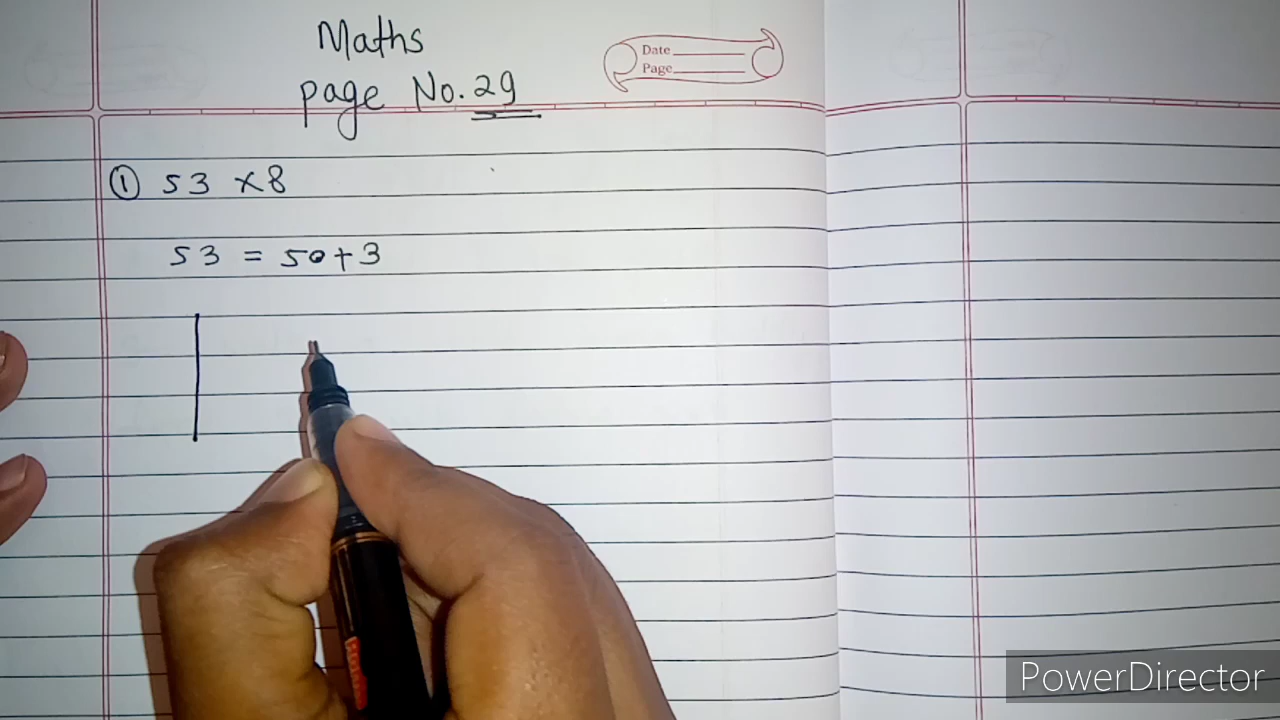 Maths
page No. 29
Date
Page
① 53 × 8
53 = 50+3
PowerDirector